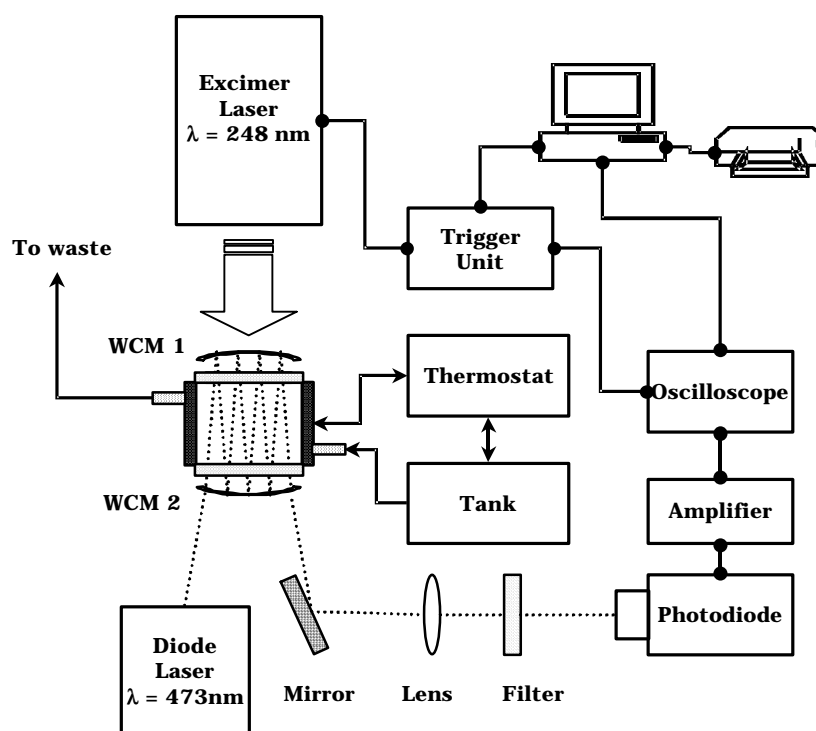 Excimer
Laser
λ = 248 nm
To waste
Trigger
Unit
WCM 1
Thermostat
Oscilloscope
WCM 2
Tank
Amplifier
Photodiode
Diode
Laser
λ = 473nm
Mirror
Lens
Filter